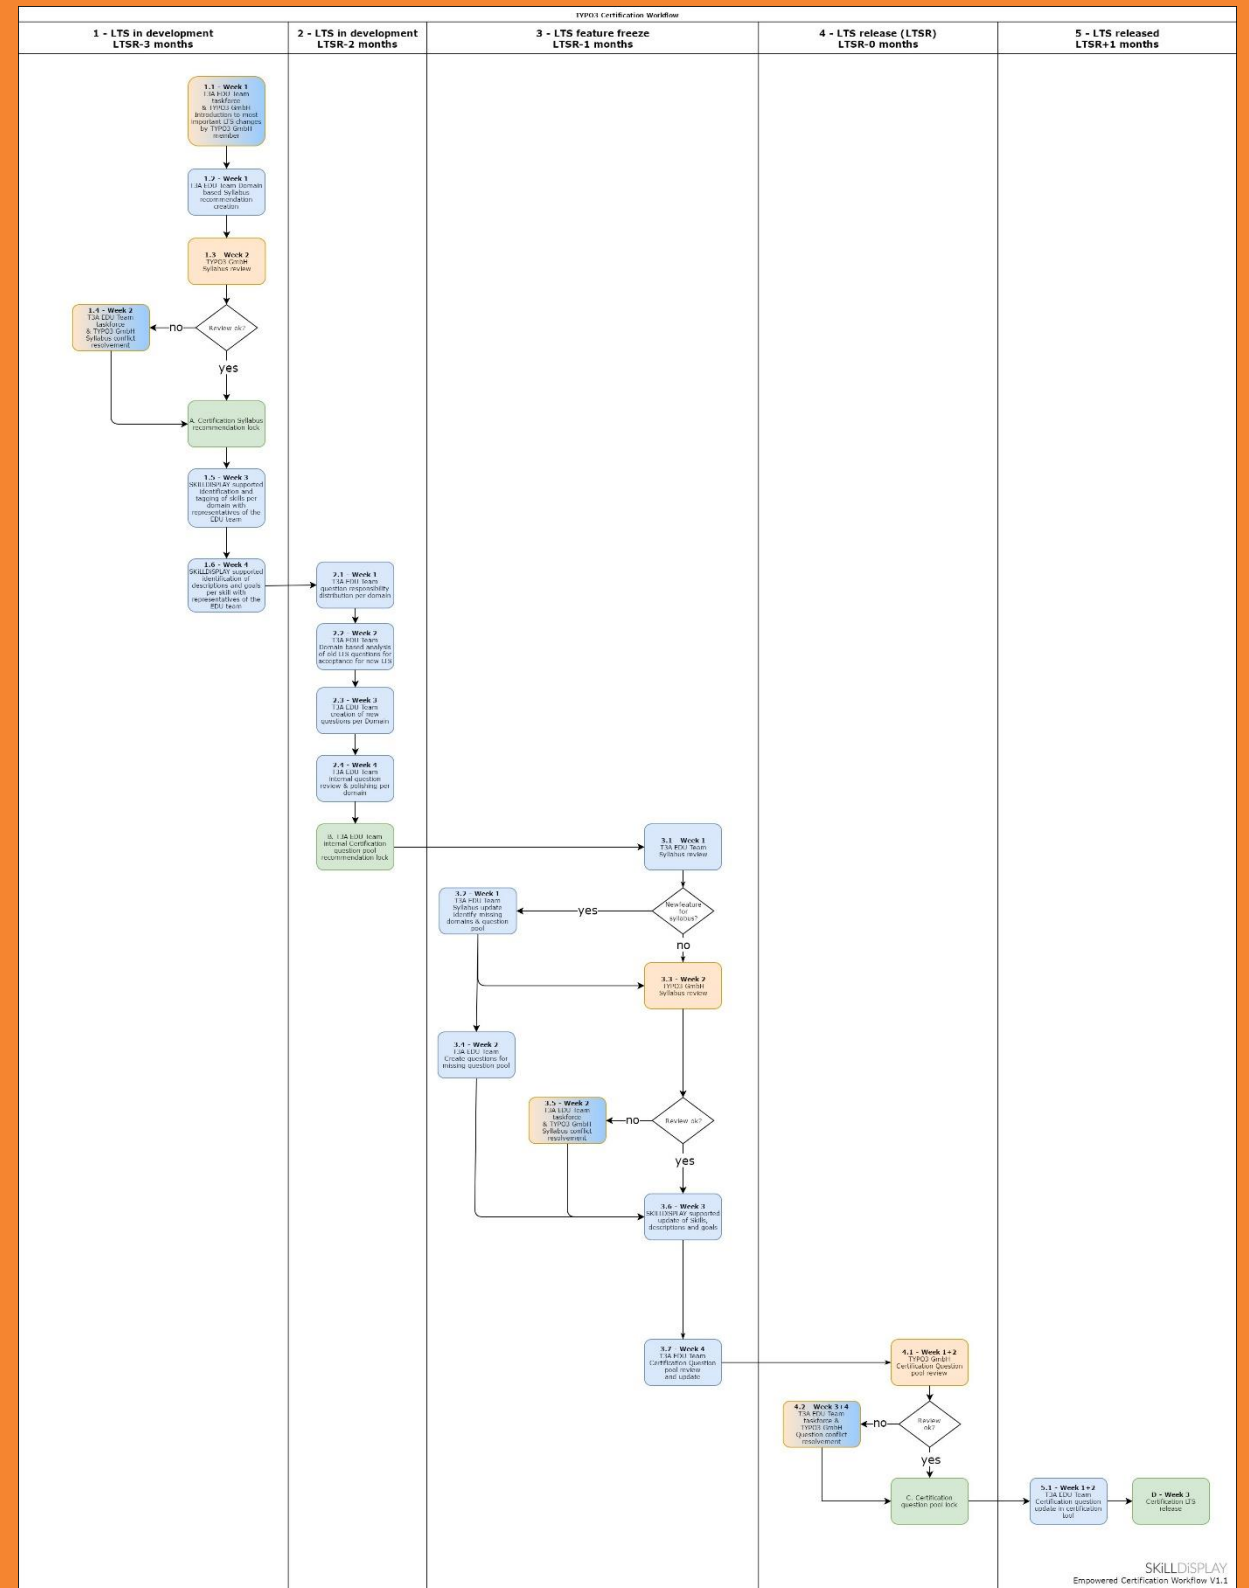 TYPO3 Certification Workflow
1 - LTS in development
LTSR-3 months
2 - LTS in development
LTSR-2 months
3 - LTS feature freeze
LTSR-1 months
4 - LTS release (LTSR)
LTSR-0 months
5 - LTS released
LTSR+1 months
1.1 - Week 1
T3A EDU Team
taskforce
& TYPO3 GmbH
Introduction to most
important LTS changes
by TYPO3 GmbH
member
1.2 - Week 1
T3A EDU Team Domain
based Syllabus
recommendation
creation
1.3 - Week 2
TYPO3 GmbH
Syllabus review
Review ok?
no
1.4 - Week 2
T3A EDU Team
taskforce
& TYPO3 GmbH
Syllabus conflict
resolvement
yes
A. Certification Syllabus
recommendation lock
1.5 - Week 3
SKILLDISPLAY supported
identification and
tagging of skills per
domain with
representatives of the
EDU team
1.6 - Week 4
SKILLDISPLAY supported
identification of
descriptions and goals
per skill with
representatives of the
EDU team
2.1 - Week 1
T3A EDU Team
question responsibility
distribution per domain
2.2 - Week 2
T3A EDU Team
Domain based analysis
of old LTS questions for
acceptance for new LTS
2.3 - Week 3
T3A EDU Team
creation of new
questions per Domain
2.4 - Week 4
T3A EDU Team
internal question
review & polishing per
domain
B. T3A EDU Team
internal Certification
question pool
recommendation lock
3.1 - Week 1
T3A EDU Team
Syllabus review
New feature
for
syllabus?
yes
3.2 - Week 1
T3A EDU Team
Syllabus update
identify missing
domains & question
pool
no
3.3 - Week 2
TYPO3 GmbH
Syllabus review
3.4 - Week 2
T3A EDU Team
Create questions for
missing question pool
Review ok?
no
3.5 - Week 2
T3A EDU Team
taskforce
& TYPO3 GmbH
Syllabus conflict
resolvement
yes
3.6 - Week 3
SKILLDISPLAY supported
update of Skills,
descriptions and goals
3.7 - Week 4
T3A EDU Team
Certification Question
pool review
and update
4.1 - Week 1+2
TYPO3 GmbH
Certification Question
pool review
Review
ok?
no
4.2 - Week 3+4
T3A EDU Team
taskforce &
TYPO3 GmbH
Question conflict
resolvement
yes
C. Certification
question pool lock
5.1 - Week 1+2
T3A EDU Team
Certification question
update in certification
tool
D - Week 3
Certification LTS
release
SKiLLDiSPLAY
Empowered Certification Workflow V1.1